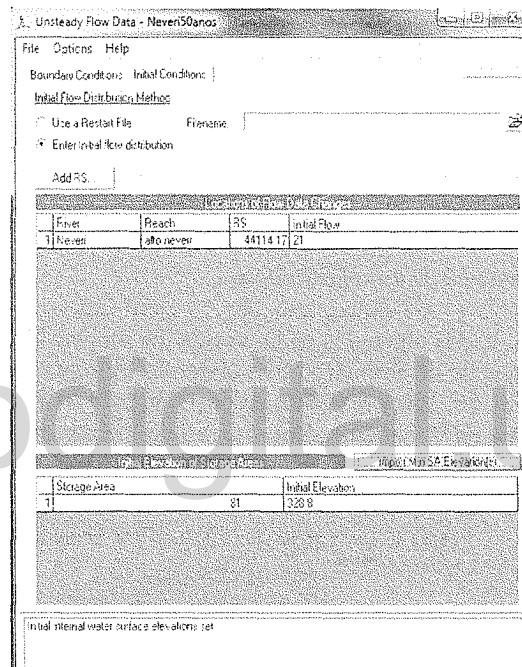 Unsteady Flow Data - Neveri50anos
File Options Help
Boundary Conditions Initial Conditions
Initial Flow Distribution Method
Use a Restart File Filename:
Enter Initial flow distribution
Add RS...
Location of Flow Data Changes
River Reach RS Initial Flow
1 Neveri alto neveri 44114.17 21
digital.u
Initial Elevation of Storage Areas Import Min SA Elevation(s)
Storage Area Initial Elevation
1 81 328.8
Initial internal water surface elevations set